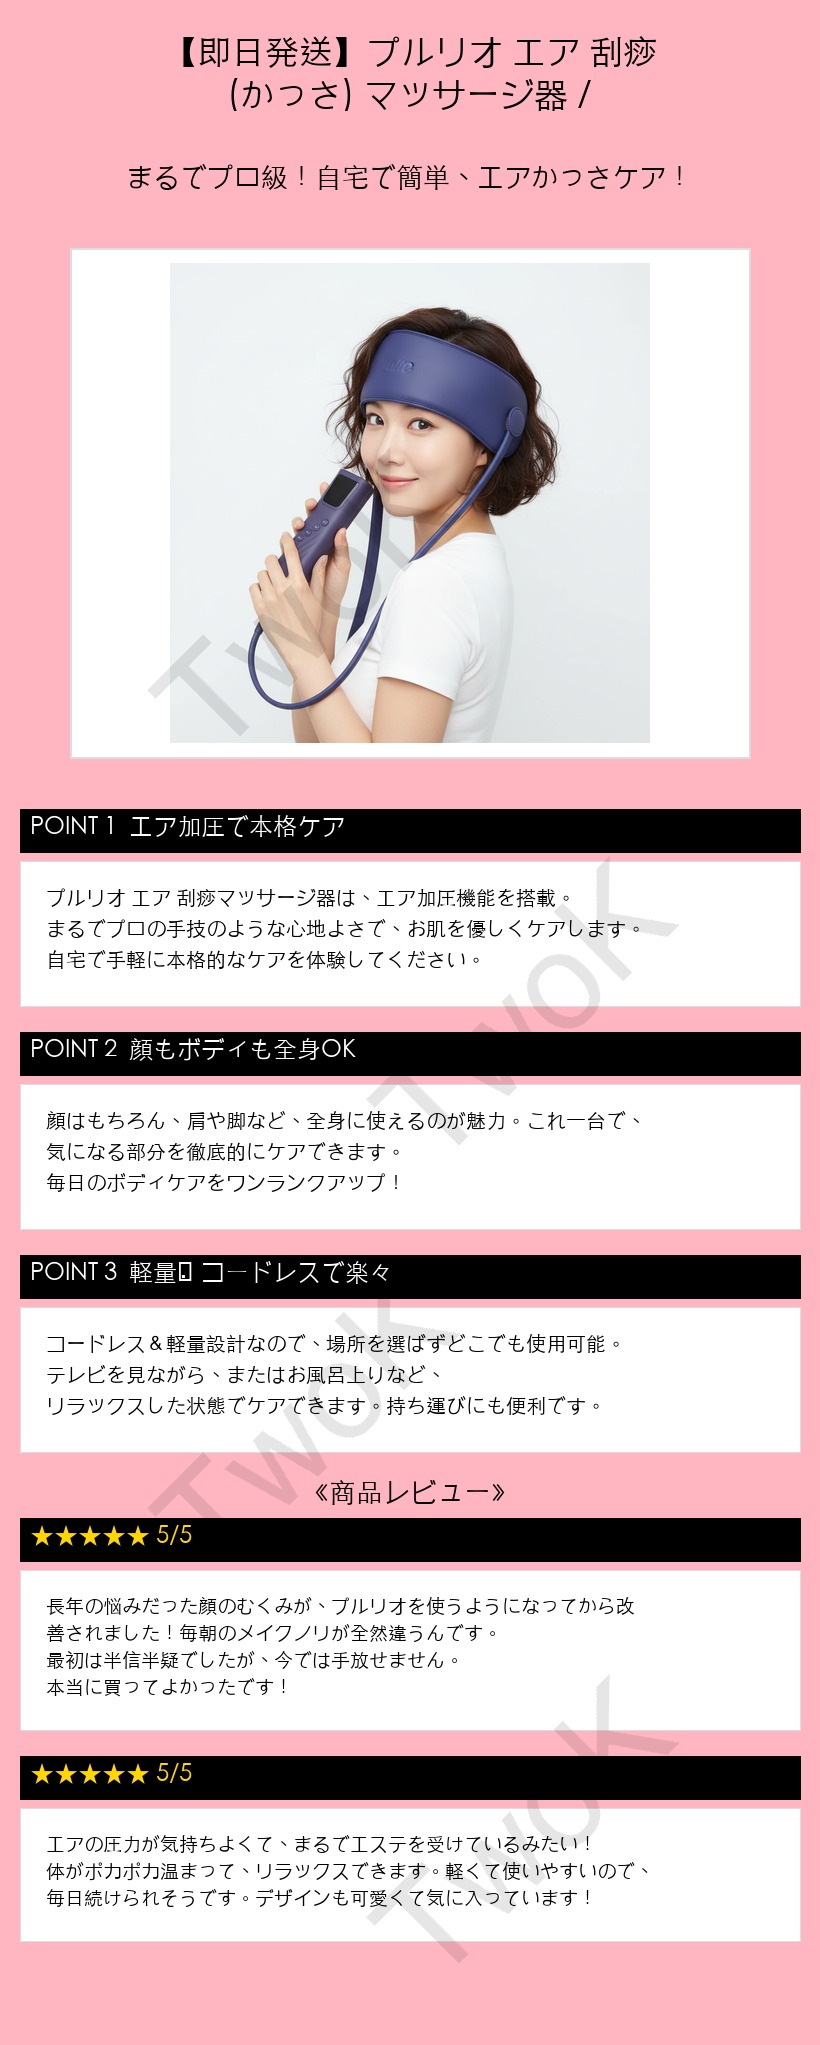 【即日発送】プルリオ エア 刮痧
(かっさ) マッサージ器 /
まるでプロ級！自宅で簡単、エアかっさケア！
POINT 1 エア加圧で本格ケア
プルリオ エア 刮痧マッサージ器は、エア加圧機能を搭載。
まるでプロの手技のような心地よさで、お肌を優しくケアします。
自宅で手軽に本格的なケアを体験してください。
POINT 2 顔もボディも全身OK
顔はもちろん、肩や脚など、全身に使えるのが魅力。これ一台で、
気になる部分を徹底的にケアできます。
毎日のボディケアをワンランクアップ！
POINT 3 軽量 コードレスで楽々
コードレス＆軽量設計なので、場所を選ばずどこでも使用可能。
テレビを見ながら、またはお風呂上りなど、
リラックスした状態でケアできます。持ち運びにも便利です。
《商品レビュー》
★★★★★ 5/5
長年の悩みだった顔のむくみが、プルリオを使うようになってから改
善されました！毎朝のメイクノリが全然違うんです。
最初は半信半疑でしたが、今では手放せません。
本当に買ってよかったです！
★★★★★ 5/5
エアの圧力が気持ちよくて、まるでエステを受けているみたい！
体がポカポカ温まって、リラックスできます。軽くて使いやすいので、
毎日続けられそうです。デザインも可愛くて気に入っています！
TwoK
TwoK
TwoK
TwoK